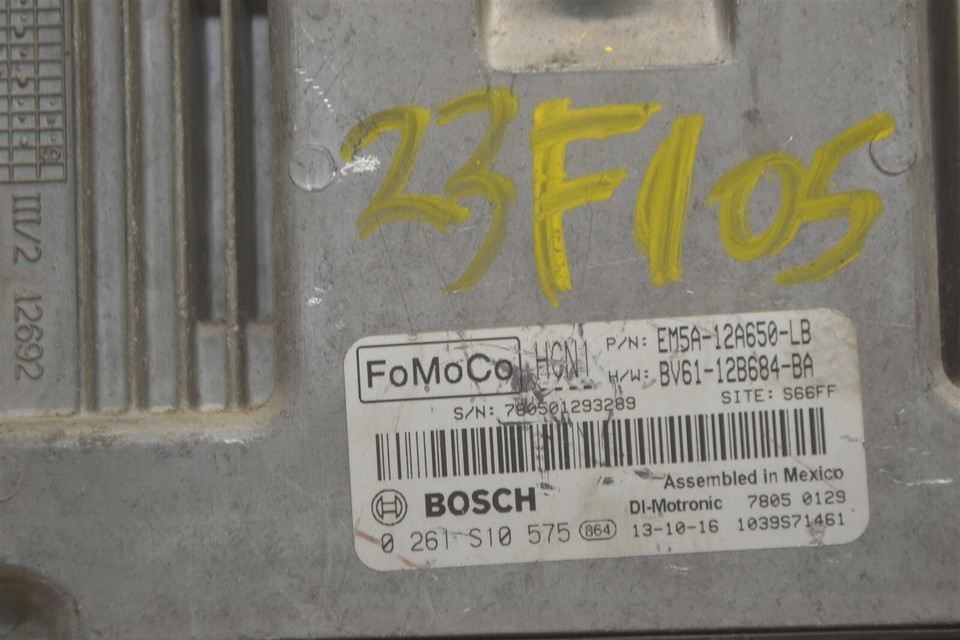 23F105
III/2 12692
FoMoCo HGN1 P/N: EM5A-12A650-LB
H/W: BV61-12B684-BA
S/N: 780501293289 SITE: S66FF
Assembled in Mexico
BOSCH DI-Motronic 7805 0129
0 261 S10 575 864 13-10-16 1039S71461